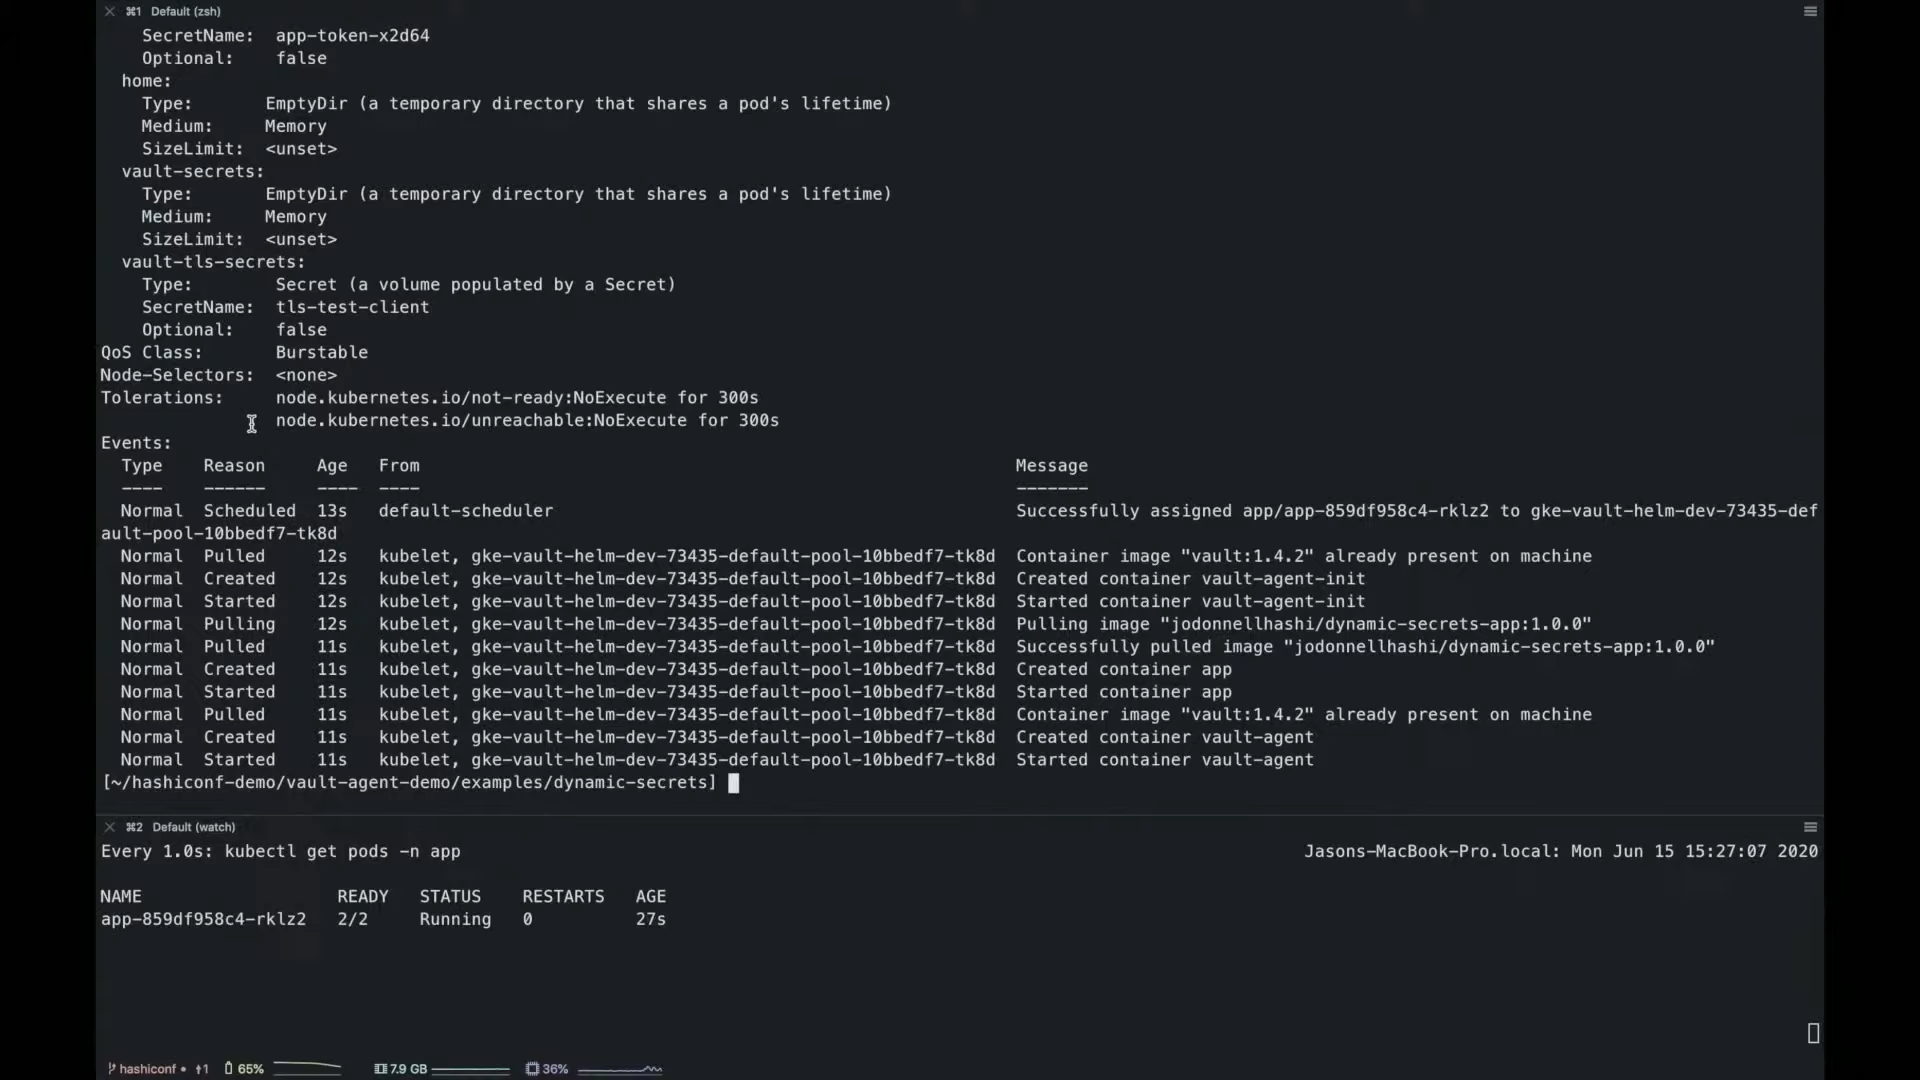 ⌘1 Default (zsh)
SecretName: app-token-x2d64
Optional: false
home:
Type: EmptyDir (a temporary directory that shares a pod's lifetime)
Medium: Memory
SizeLimit: <unset>
vault-secrets:
Type: EmptyDir (a temporary directory that shares a pod's lifetime)
Medium: Memory
SizeLimit: <unset>
vault-tls-secrets:
Type: Secret (a volume populated by a Secret)
SecretName: tls-test-client
Optional: false
QoS Class: Burstable
Node-Selectors: <none>
Tolerations: node.kubernetes.io/not-ready:NoExecute for 300s
node.kubernetes.io/unreachable:NoExecute for 300s
Events:
Type Reason Age From Message
---- ------ ---- ---- -------
Normal Scheduled 13s default-scheduler Successfully assigned app/app-859df958c4-rklz2 to gke-vault-helm-dev-73435-def
ault-pool-10bbedf7-tk8d
Normal Pulled 12s kubelet, gke-vault-helm-dev-73435-default-pool-10bbedf7-tk8d Container image "vault:1.4.2" already present on machine
Normal Created 12s kubelet, gke-vault-helm-dev-73435-default-pool-10bbedf7-tk8d Created container vault-agent-init
Normal Started 12s kubelet, gke-vault-helm-dev-73435-default-pool-10bbedf7-tk8d Started container vault-agent-init
Normal Pulling 12s kubelet, gke-vault-helm-dev-73435-default-pool-10bbedf7-tk8d Pulling image "jodonnellhashi/dynamic-secrets-app:1.0.0"
Normal Pulled 11s kubelet, gke-vault-helm-dev-73435-default-pool-10bbedf7-tk8d Successfully pulled image "jodonnellhashi/dynamic-secrets-app:1.0.0"
Normal Created 11s kubelet, gke-vault-helm-dev-73435-default-pool-10bbedf7-tk8d Created container app
Normal Started 11s kubelet, gke-vault-helm-dev-73435-default-pool-10bbedf7-tk8d Started container app
Normal Pulled 11s kubelet, gke-vault-helm-dev-73435-default-pool-10bbedf7-tk8d Container image "vault:1.4.2" already present on machine
Normal Created 11s kubelet, gke-vault-helm-dev-73435-default-pool-10bbedf7-tk8d Created container vault-agent
Normal Started 11s kubelet, gke-vault-helm-dev-73435-default-pool-10bbedf7-tk8d Started container vault-agent
[~/hashiconf-demo/vault-agent-demo/examples/dynamic-secrets]
⌘2 Default (watch)
Every 1.0s: kubectl get pods -n app Jasons-MacBook-Pro.local: Mon Jun 15 15:27:07 2020
NAME READY STATUS RESTARTS AGE
app-859df958c4-rklz2 2/2 Running 0 27s
hashiconf • ↑1 65% 7.9 GB 36%